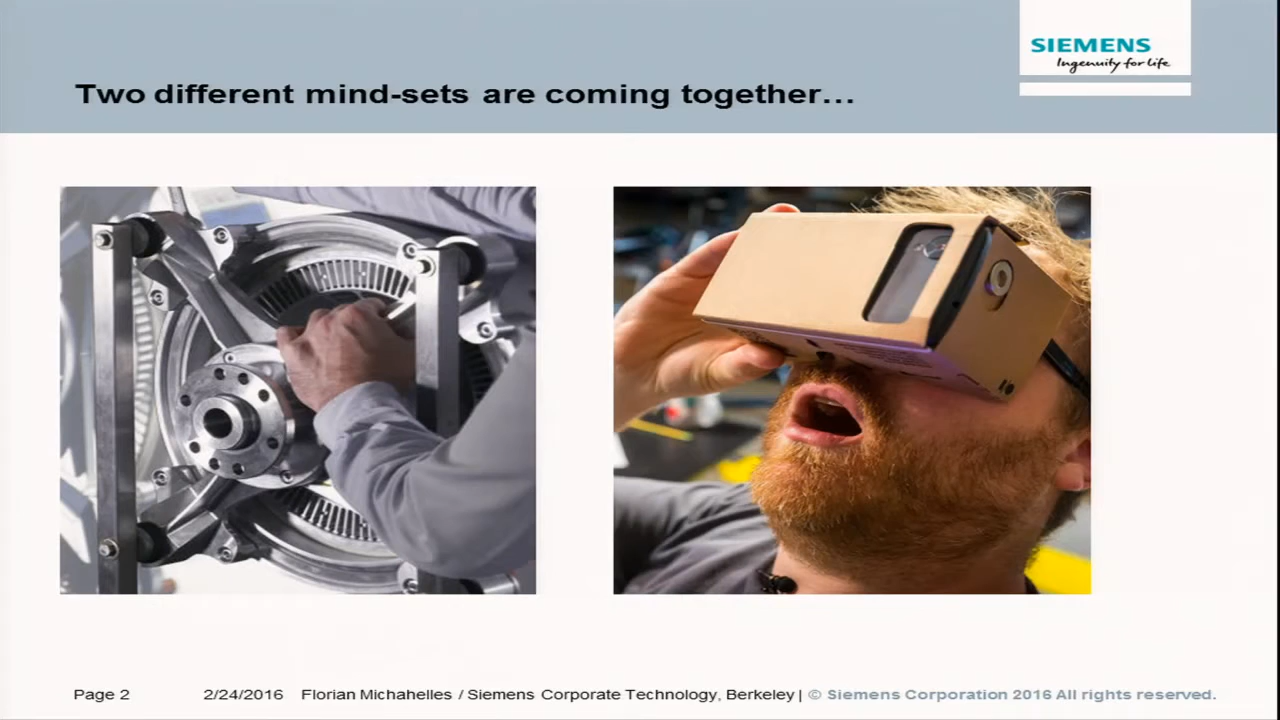 SIEMENS
Ingenuity for life
Two different mind-sets are coming together…
Page 2 2/24/2016 Florian Michahelles / Siemens Corporate Technology, Berkeley | © Siemens Corporation 2016 All rights reserved.